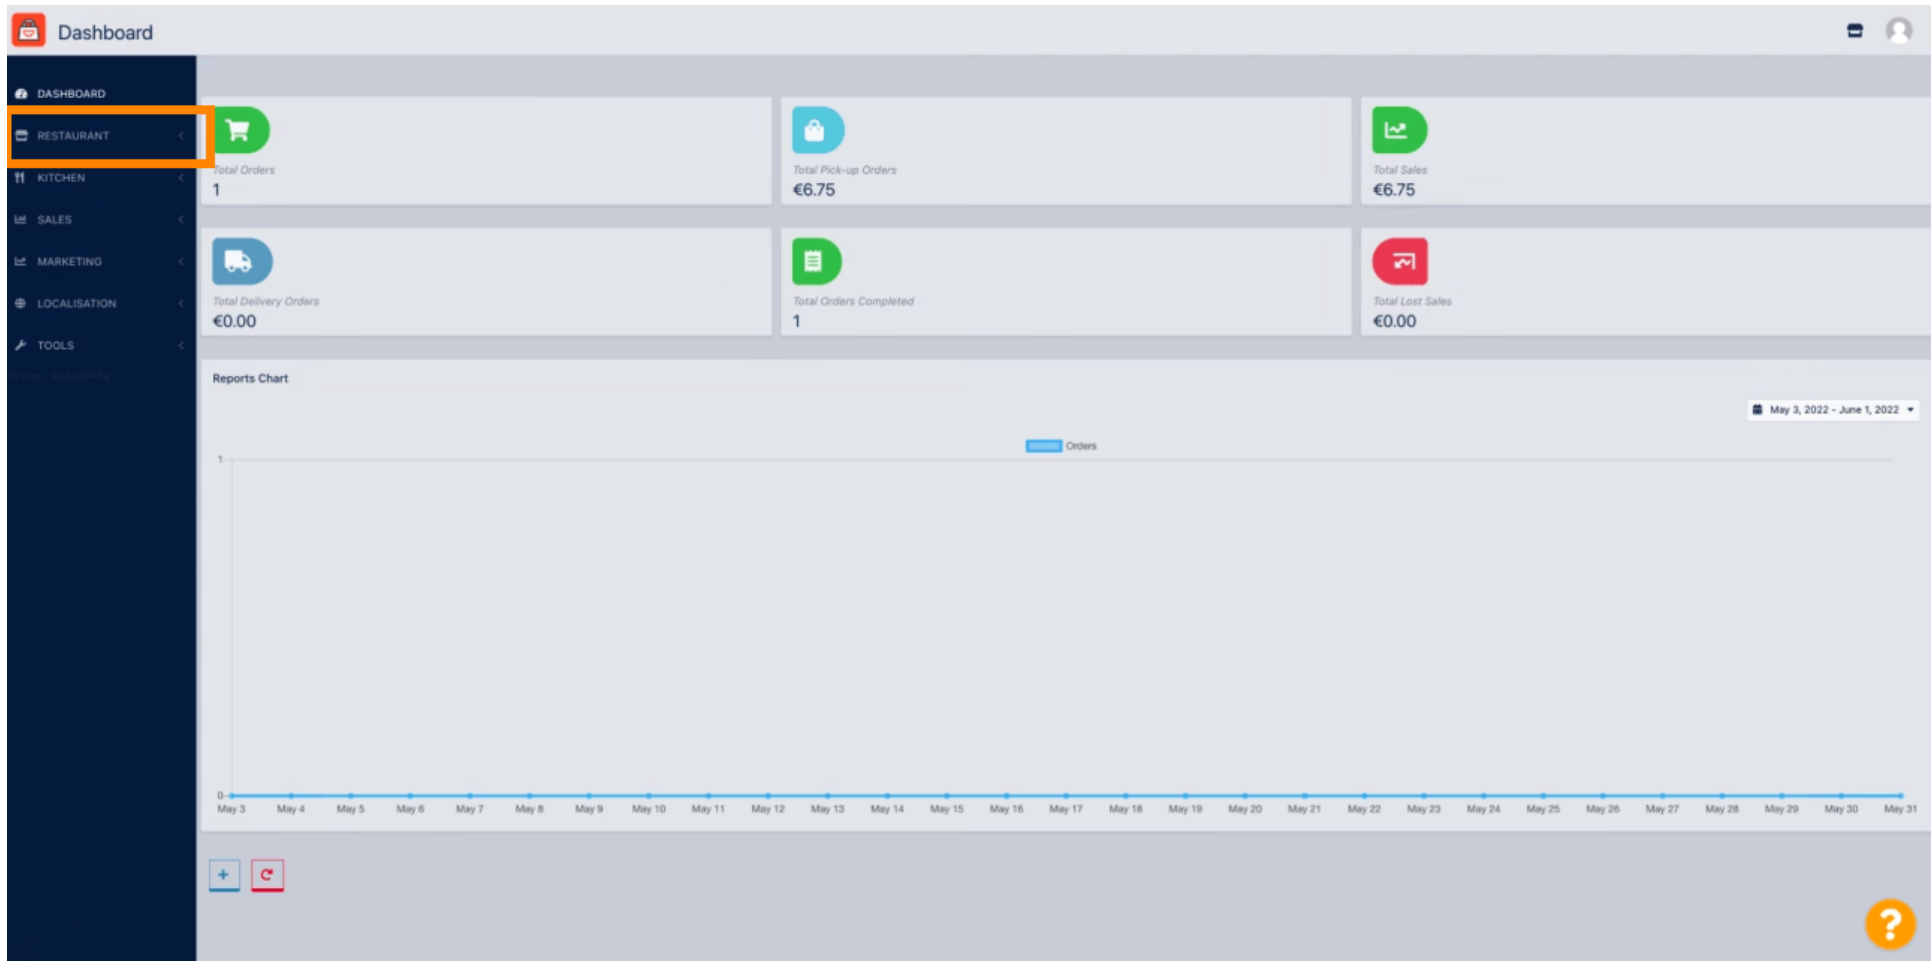 Dashboard
DASHBOARD
RESTAURANT
KITCHEN
SALES
MARKETING
LOCALISATION
TOOLS
Total Orders
1
Total Pick-up Orders
€6.75
Total Sales
€6.75
Total Delivery Orders
€0.00
Total Orders Completed
1
Total Lost Sales
€0.00
Reports Chart
May 3, 2022 - June 1, 2022
Orders
1
0
May 3 May 4 May 5 May 6 May 7 May 8 May 9 May 10 May 11 May 12 May 13 May 14 May 15 May 16 May 17 May 18 May 19 May 20 May 21 May 22 May 23 May 24 May 25 May 26 May 27 May 28 May 29 May 30 May 31
?